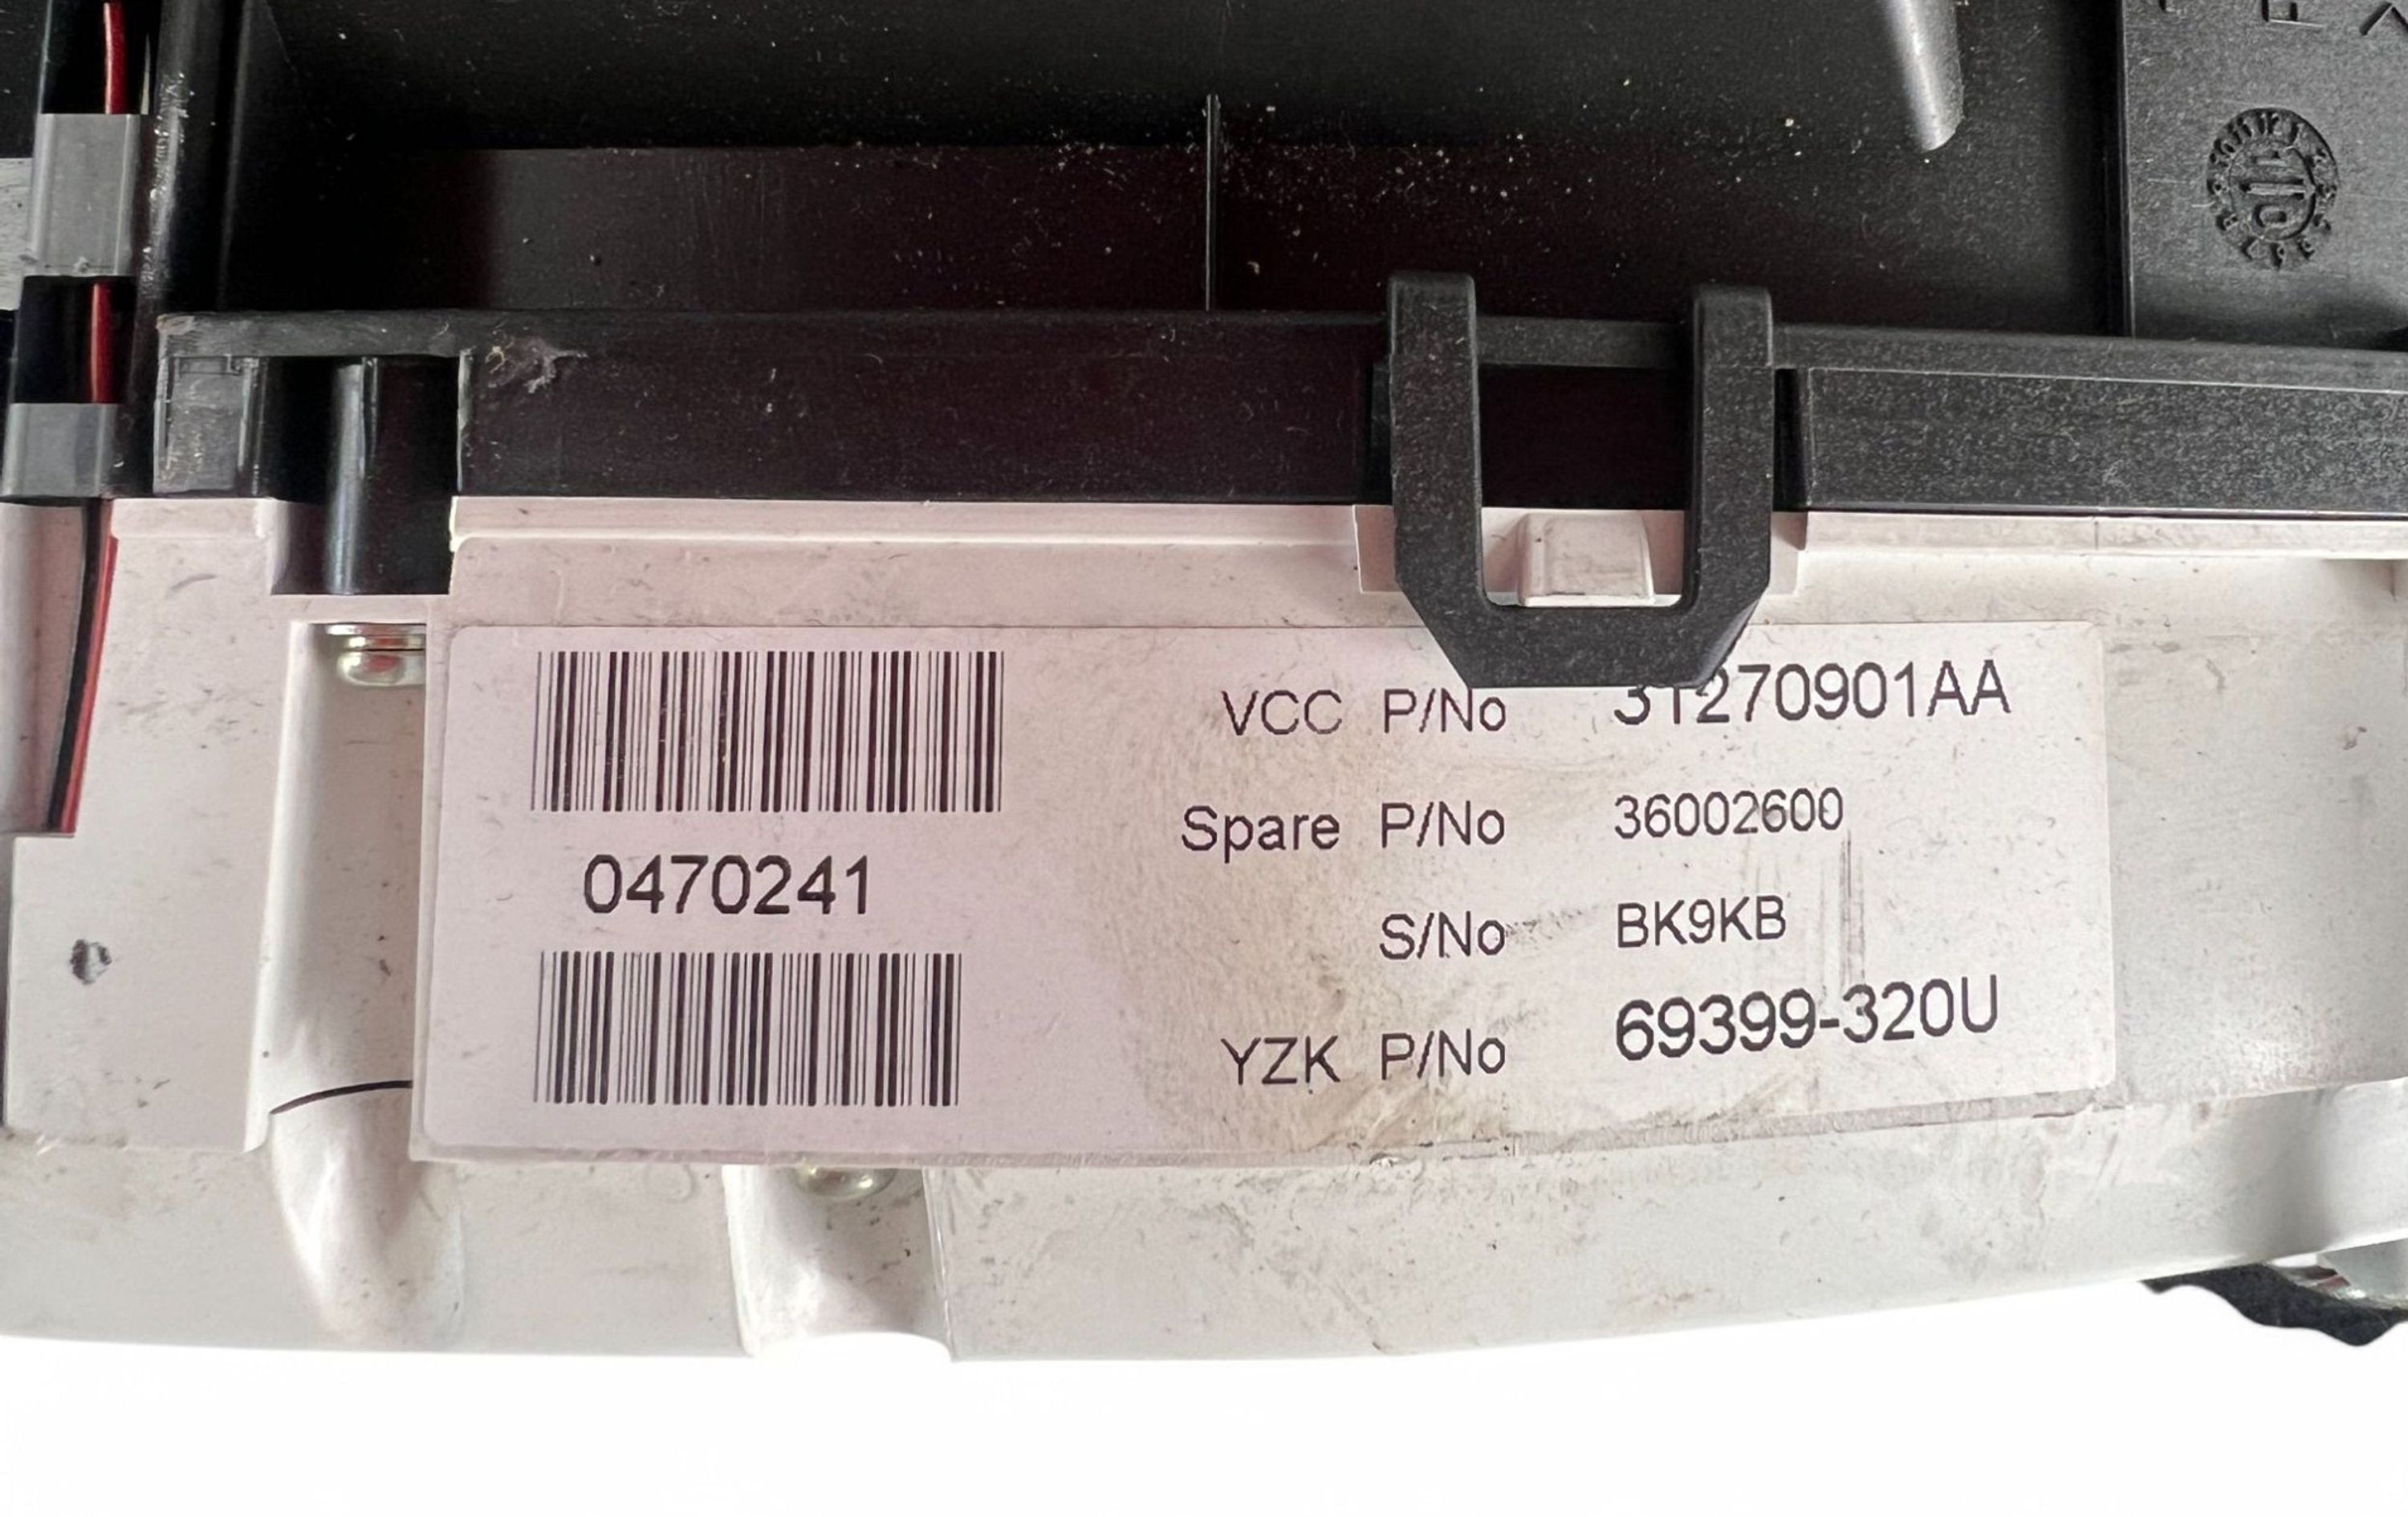 0470241
VCC P/No 31270901AA
Spare P/No 36002600
S/No BK9KB
YZK P/No 69399-320U